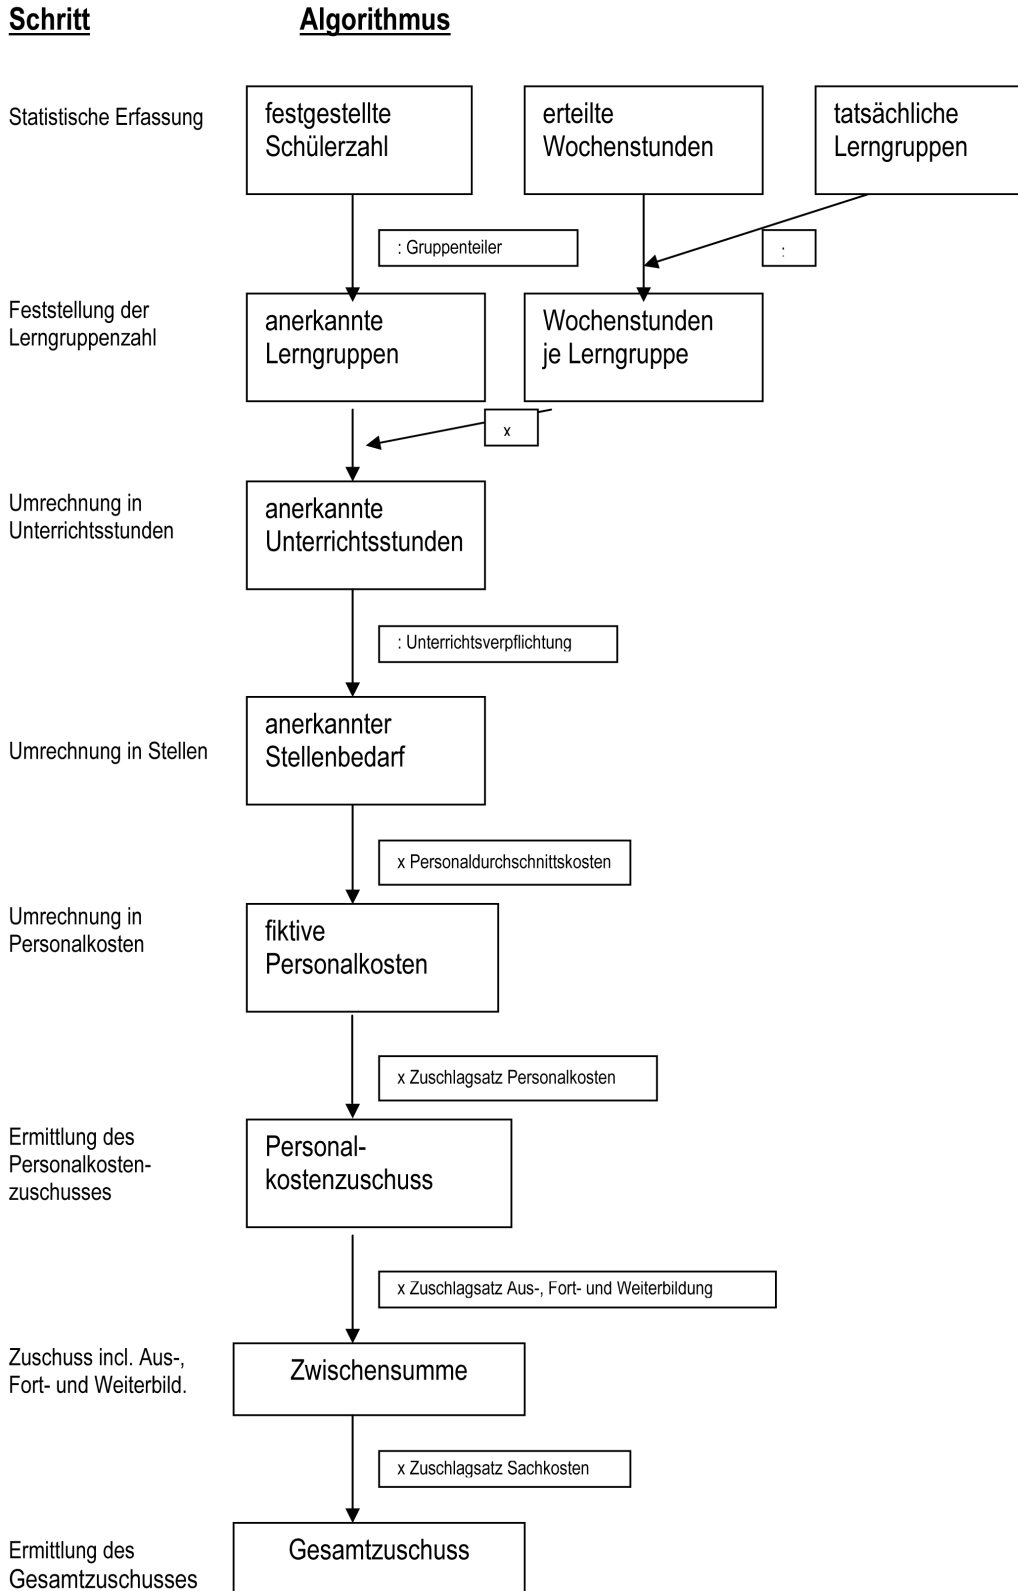 Schritt
Algorithmus
Statistische Erfassung
festgestellte
Schülerzahl
erteilte
Wochenstunden
tatsächliche
Lerngruppen
: Gruppenteiler
:
Feststellung der
Lerngruppenzahl
anerkannte
Lerngruppen
Wochenstunden
je Lerngruppe
x
Umrechnung in
Unterrichtsstunden
anerkannte
Unterrichtsstunden
: Unterrichtsverpflichtung
Umrechnung in Stellen
anerkannter
Stellenbedarf
x Personaldurchschnittskosten
Umrechnung in
Personalkosten
fiktive
Personalkosten
x Zuschlagsatz Personalkosten
Ermittlung des
Personalkosten-
zuschusses
Personal-
kostenzuschuss
x Zuschlagsatz Aus-, Fort- und Weiterbildung
Zuschuss incl. Aus-,
Fort- und Weiterbild.
Zwischensumme
x Zuschlagsatz Sachkosten
Ermittlung des
Gesamtzuschusses
Gesamtzuschuss